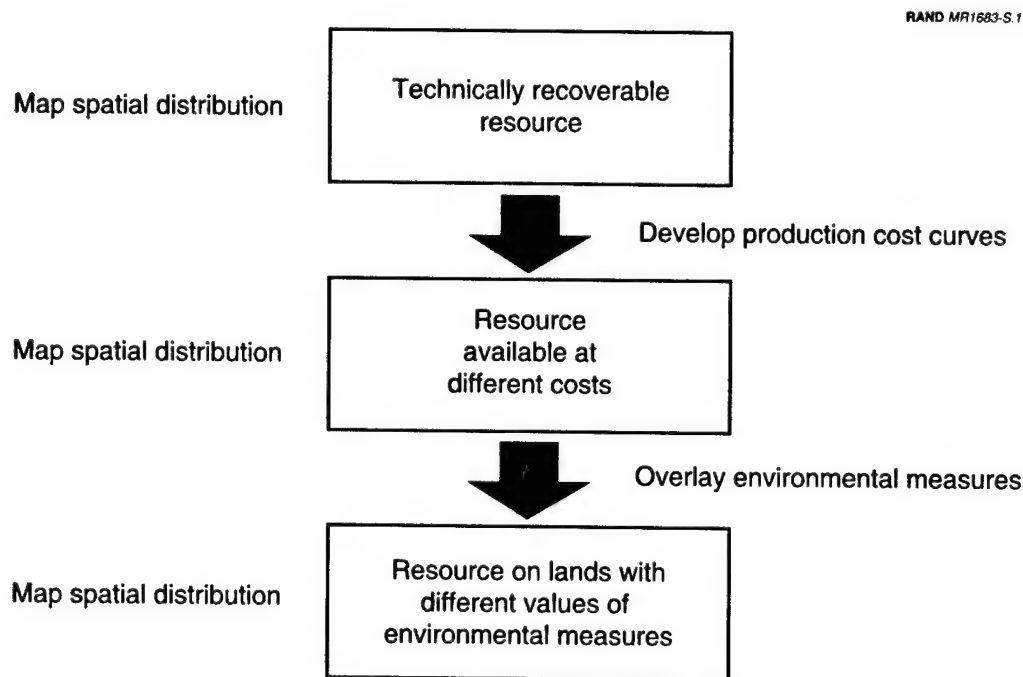 RAND MR1683-S.1
Map spatial distribution
Technically recoverable
resource
Develop production cost curves
Map spatial distribution
Resource
available at
different costs
Overlay environmental measures
Map spatial distribution
Resource on lands with
different values of
environmental measures